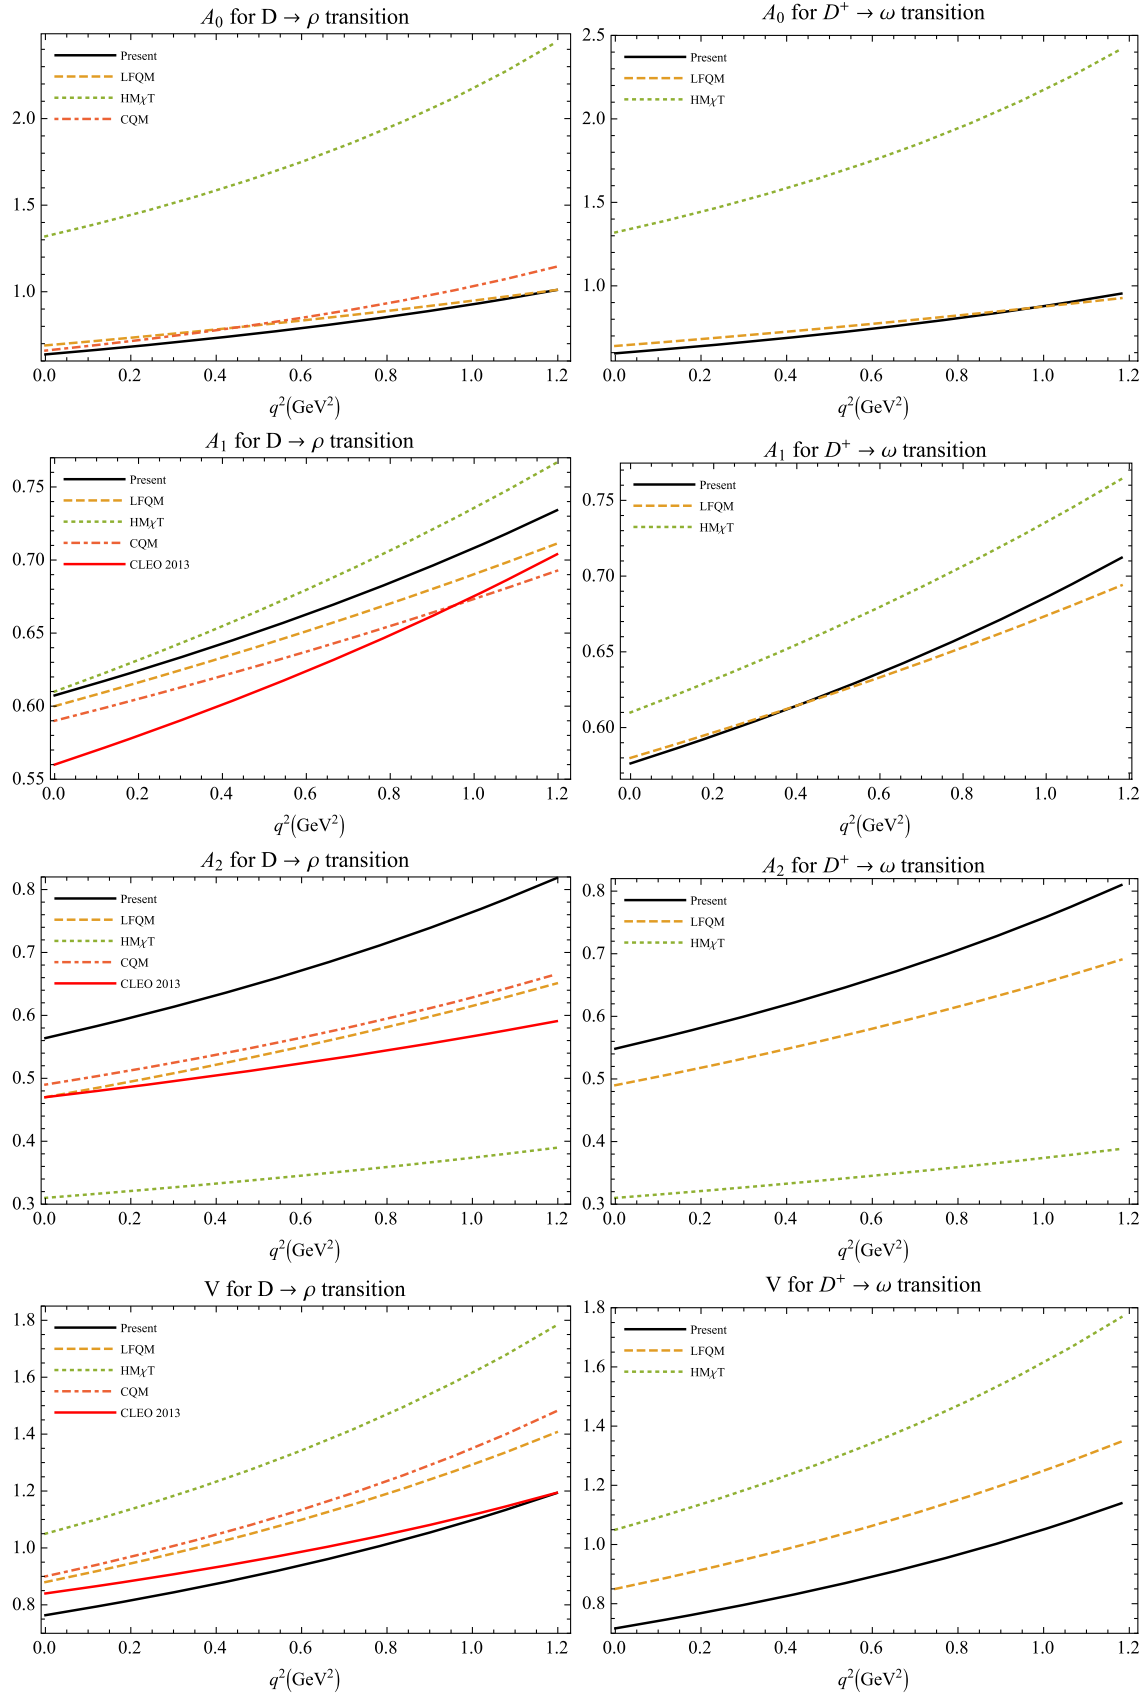 A0 for D → ρ transition
Present
LFQM
HMχT
CQM
2.0
1.5
1.0
0.0 0.2 0.4 0.6 0.8 1.0 1.2
q²(GeV²)
A0 for D⁺ → ω transition
Present
LFQM
HMχT
2.5
2.0
1.5
1.0
0.0 0.2 0.4 0.6 0.8 1.0 1.2
q²(GeV²)
A1 for D → ρ transition
Present
LFQM
HMχT
CQM
CLEO 2013
0.75
0.70
0.65
0.60
0.55
0.0 0.2 0.4 0.6 0.8 1.0 1.2
q²(GeV²)
A1 for D⁺ → ω transition
Present
LFQM
HMχT
0.75
0.70
0.65
0.60
0.0 0.2 0.4 0.6 0.8 1.0 1.2
q²(GeV²)
A2 for D → ρ transition
Present
LFQM
HMχT
CQM
CLEO 2013
0.8
0.7
0.6
0.5
0.4
0.3
0.0 0.2 0.4 0.6 0.8 1.0 1.2
q²(GeV²)
A2 for D⁺ → ω transition
Present
LFQM
HMχT
0.8
0.7
0.6
0.5
0.4
0.3
0.0 0.2 0.4 0.6 0.8 1.0 1.2
q²(GeV²)
V for D → ρ transition
Present
LFQM
HMχT
CQM
CLEO 2013
1.8
1.6
1.4
1.2
1.0
0.8
0.0 0.2 0.4 0.6 0.8 1.0 1.2
q²(GeV²)
V for D⁺ → ω transition
Present
LFQM
HMχT
1.8
1.6
1.4
1.2
1.0
0.8
0.0 0.2 0.4 0.6 0.8 1.0 1.2
q²(GeV²)